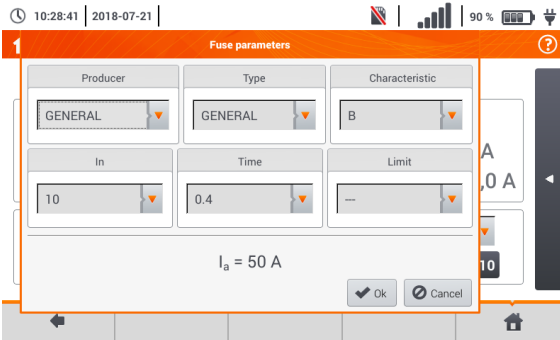 10:28:41 2018-07-21 90 %
Fuse parameters
Producer Type Characteristic
GENERAL GENERAL B
In Time Limit
10 0.4 ---
A
,0 A
Ia = 50 A
10
Ok Cancel